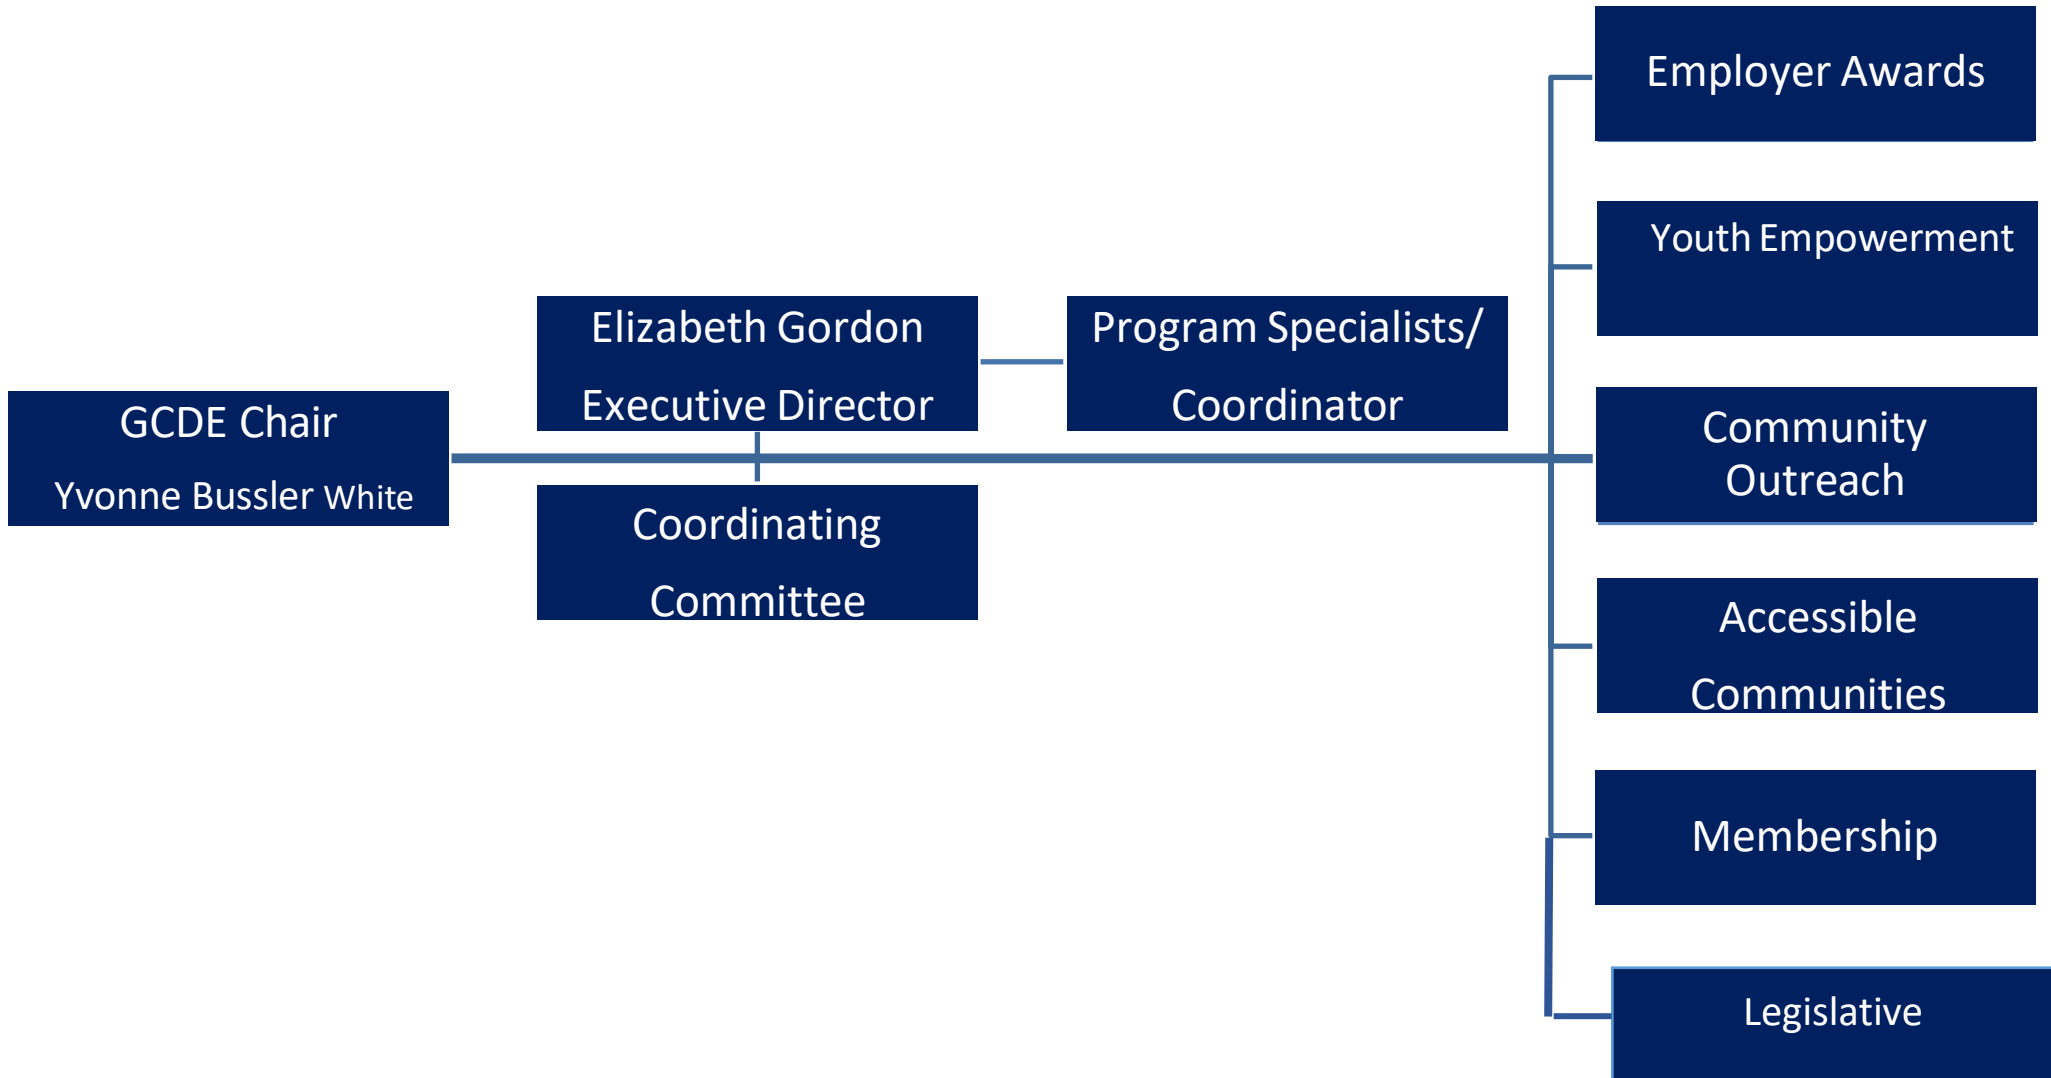 GCDE Chair
Yvonne Bussler White
Elizabeth Gordon
Executive Director
Coordinating
Committee
Program Specialists/
Coordinator
Employer Awards
Youth Empowerment
Community
Outreach
Accessible
Communities
Membership
Legislative